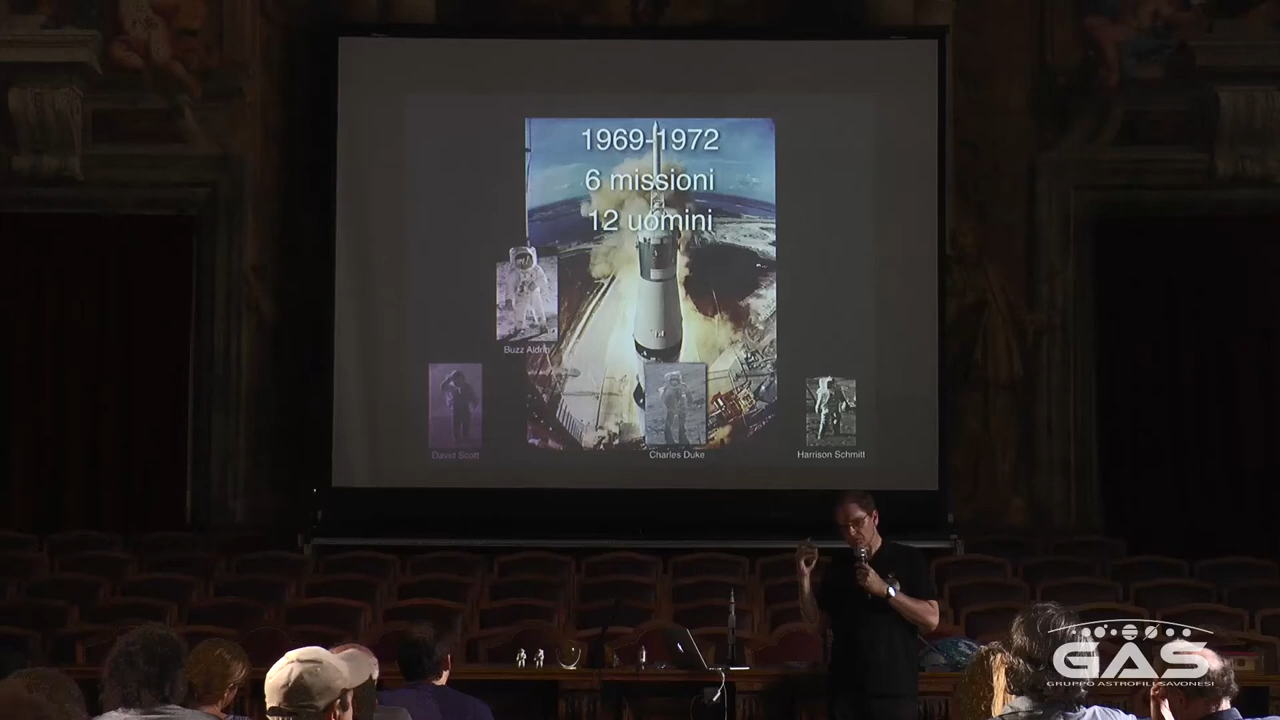 1969-1972
6 missioni
12 uomini
Buzz Aldrin
David Scott
Charles Duke
Harrison Schmitt
GAS
GRUPPO ASTROFILI SAVONESI